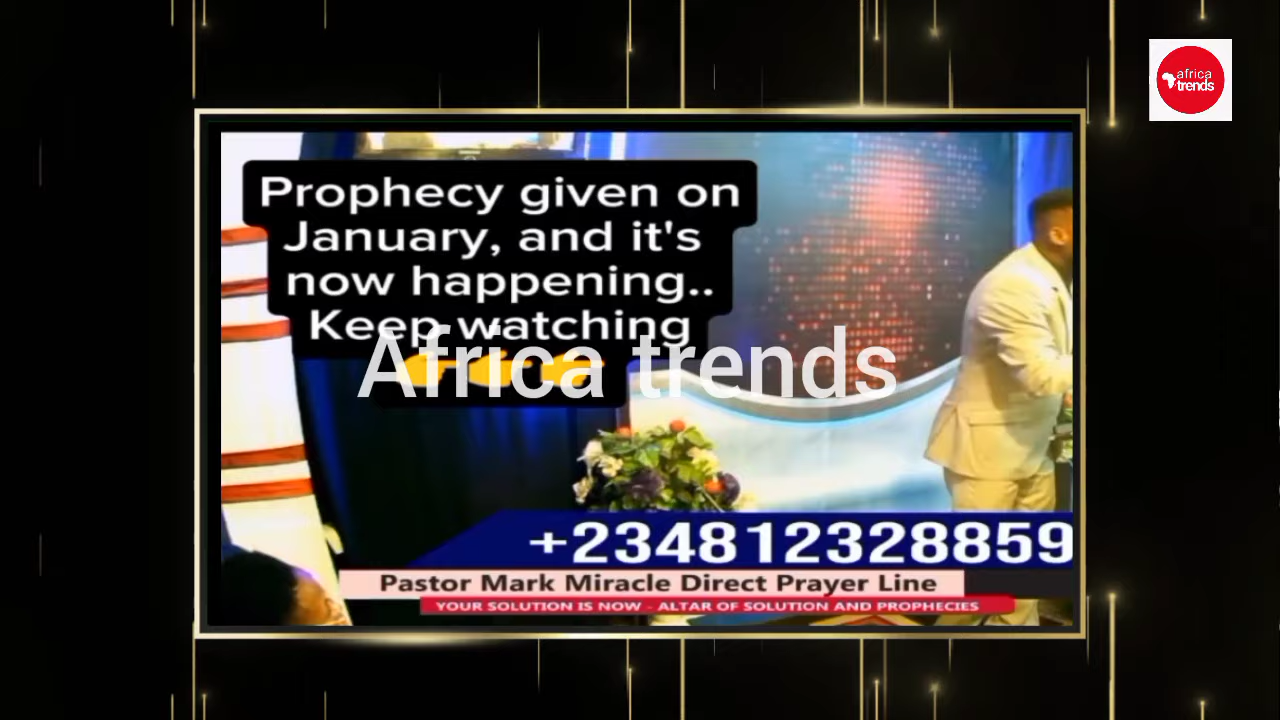 africa
trends
Prophecy given on
January, and it's
now happening..
Keep watching
Africa trends
+234812328859
Pastor Mark Miracle Direct Prayer Line
YOUR SOLUTION IS NOW - ALTAR OF SOLUTION AND PROPHECIES